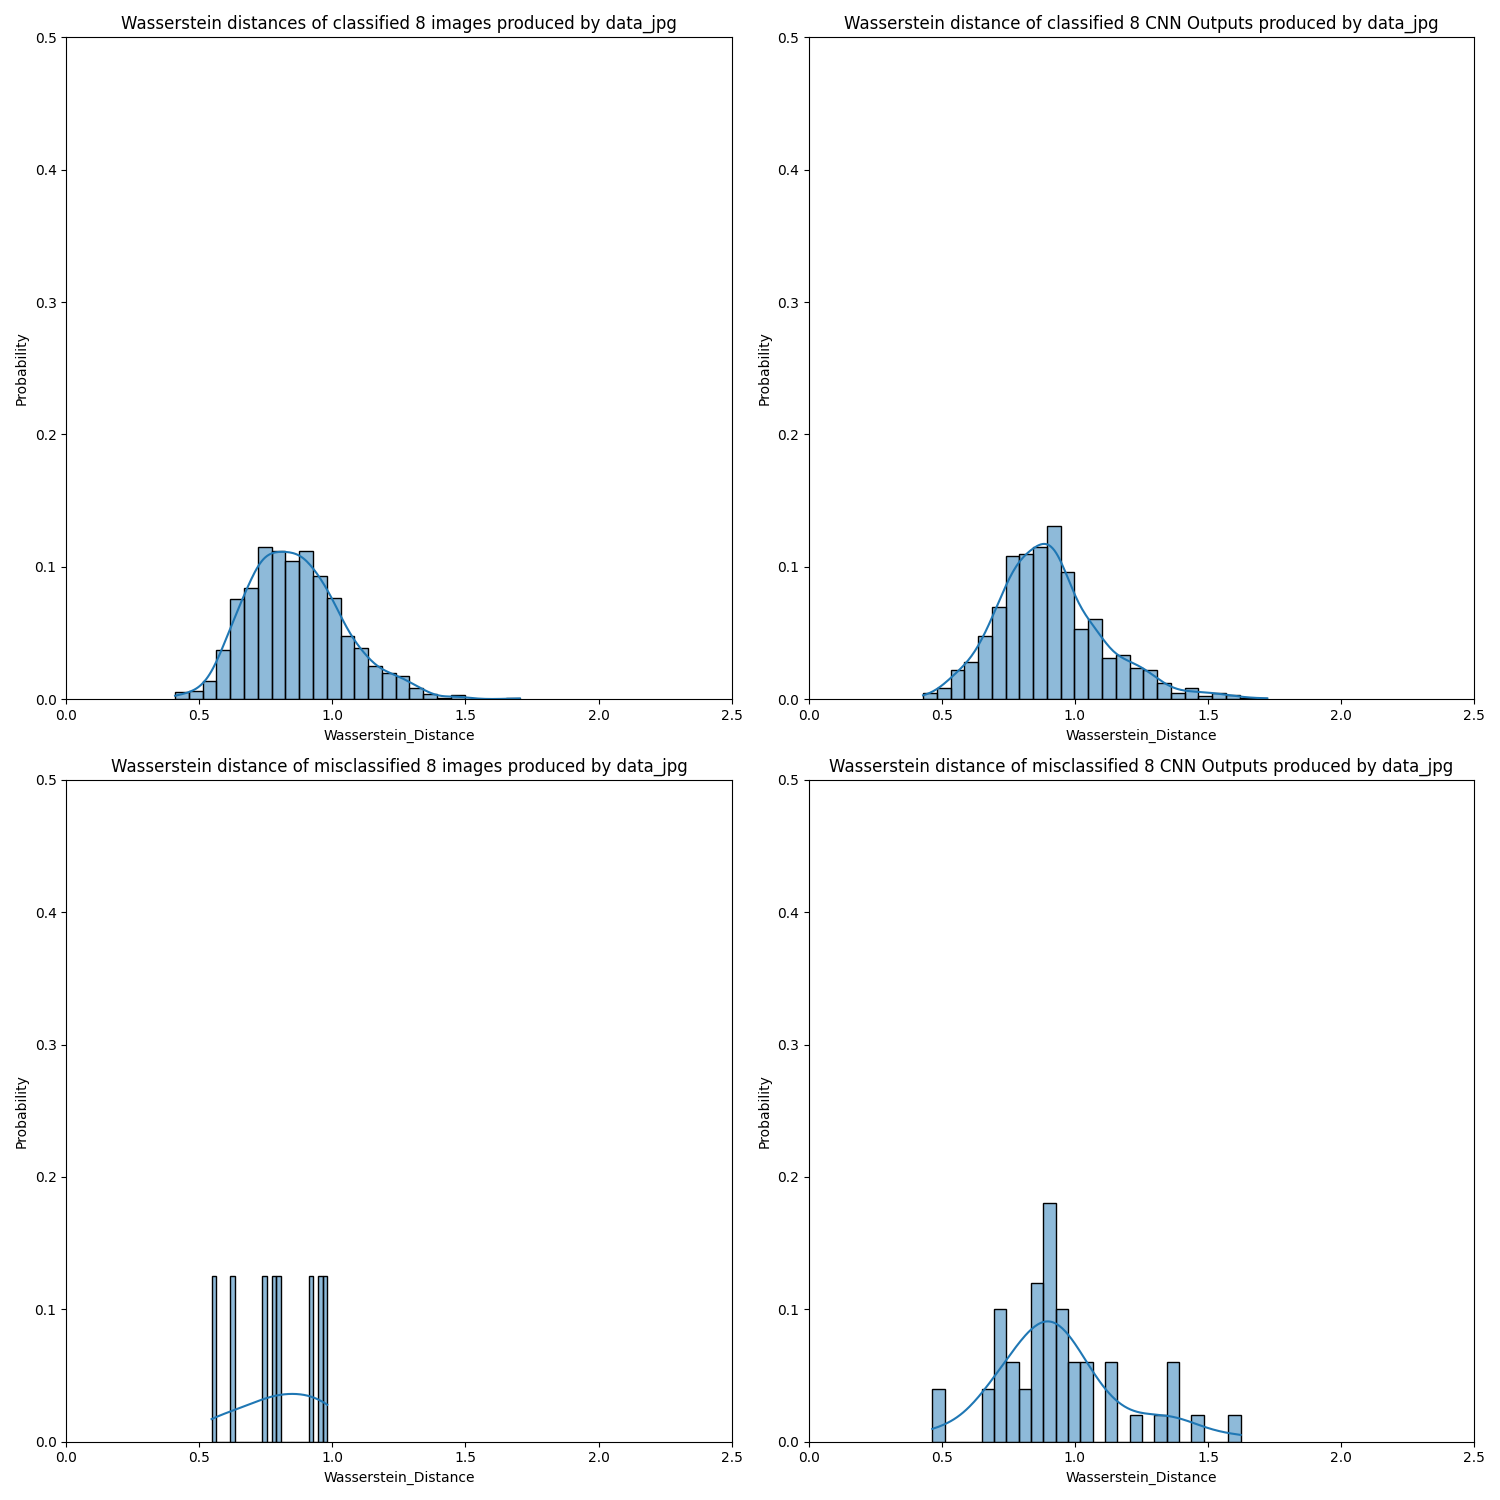 Wasserstein distances of classified 8 images produced by data_jpg
0.5
0.4
0.3
0.2
0.1
0.0
Probability
0.0 0.5 1.0 1.5 2.0 2.5
Wasserstein_Distance
Wasserstein distance of classified 8 CNN Outputs produced by data_jpg
0.5
0.4
0.3
0.2
0.1
0.0
Probability
0.0 0.5 1.0 1.5 2.0 2.5
Wasserstein_Distance
Wasserstein distance of misclassified 8 images produced by data_jpg
0.5
0.4
0.3
0.2
0.1
0.0
Probability
0.0 0.5 1.0 1.5 2.0 2.5
Wasserstein_Distance
Wasserstein distance of misclassified 8 CNN Outputs produced by data_jpg
0.5
0.4
0.3
0.2
0.1
0.0
Probability
0.0 0.5 1.0 1.5 2.0 2.5
Wasserstein_Distance